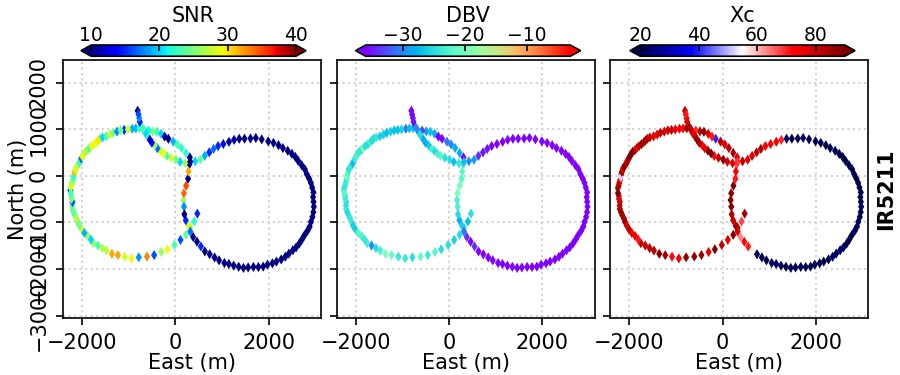 SNR
DBV
Xc
10 20 30 40
−30 −20 −10
20 40 60 80
North (m)
2000
1000
0
−1000
−2000
−3000
IR5211
−2000 0 2000
−2000 0 2000
−2000 0 2000
East (m)
East (m)
East (m)